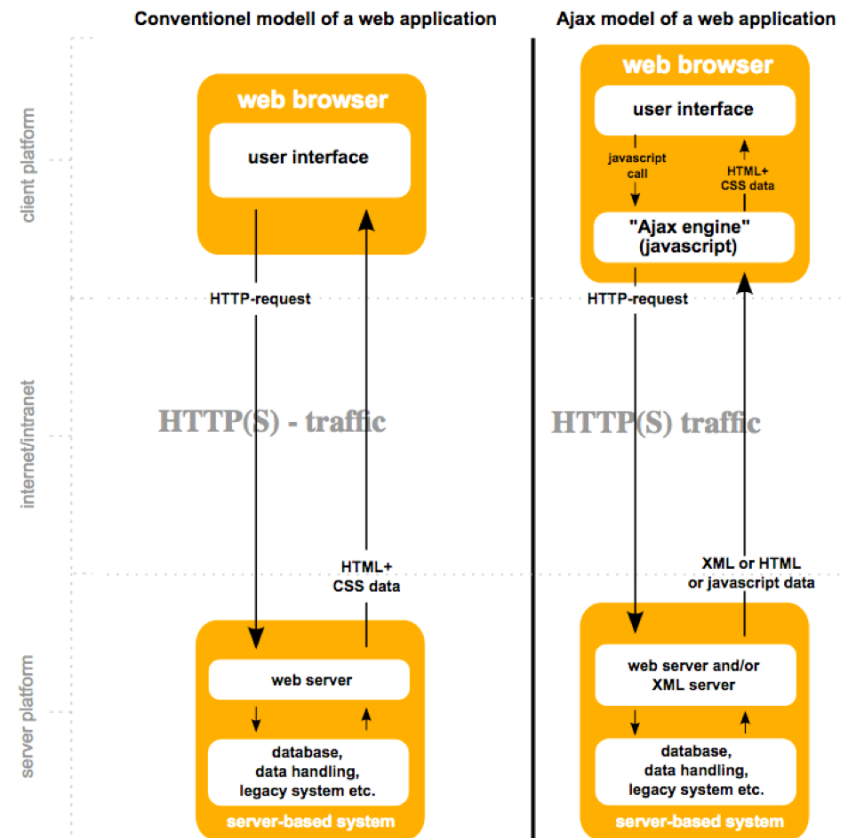 Conventionel modell of a web application
client platform
internet/intranet
server platform
web browser
user interface
HTTP-request
HTTP(S) - traffic
HTML+
CSS data
web server
database,
data handling,
legacy system etc.
server-based system
Ajax model of a web application
web browser
user interface
javascript
call
HTML+
CSS data
"Ajax engine"
(javascript)
HTTP-request
HTTP(S) traffic
XML or HTML
or javascript data
web server and/or
XML server
database,
data handling,
legacy system etc.
server-based system